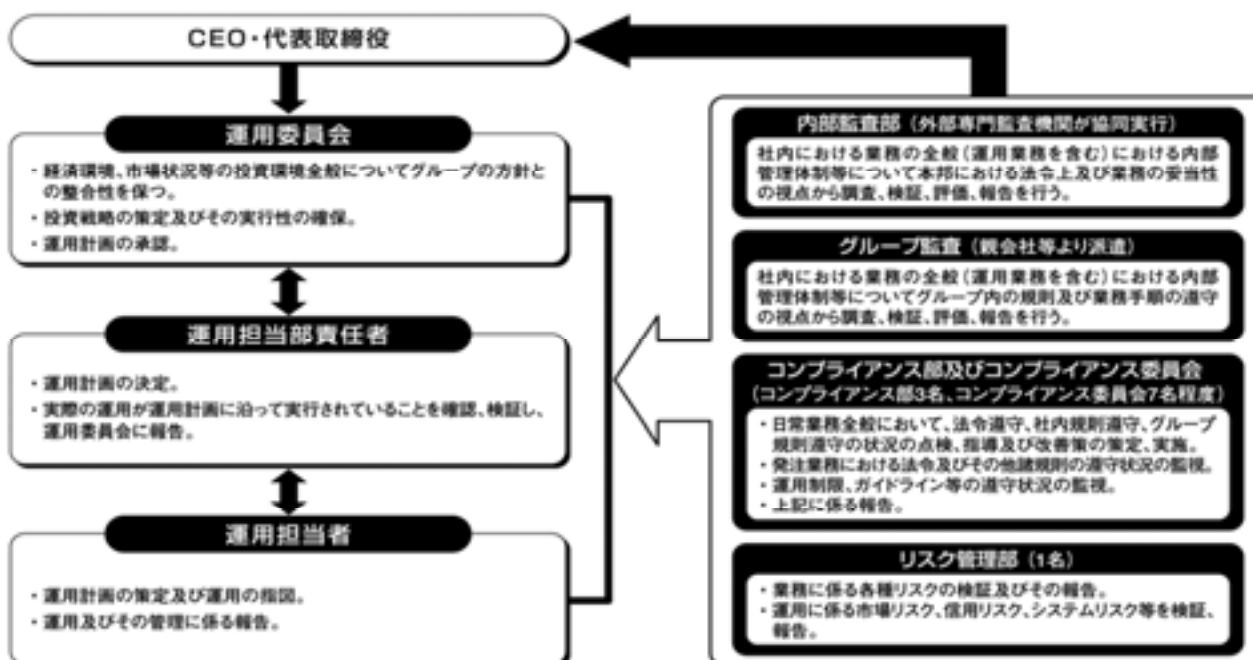 CEO・代表取締役
運用委員会
・経済環境、市場状況等の投資環境全般についてグループの方針と
の整合性を保つ。
・投資戦略の策定及びその実行性の確保。
・運用計画の承認。
運用担当部責任者
・運用計画の決定。
・実際の運用が運用計画に沿って実行されていることを確認、検証し、
運用委員会に報告。
運用担当者
・運用計画の策定及び運用の指図。
・運用及びその管理に係る報告。
内部監査部（外部専門監査機関が協同実行）
社内における業務の全般（運用業務を含む）における内部
管理体制等について本邦における法令上及び業務の妥当性
の視点から調査、検証、評価、報告を行う。
グループ監査（親会社等より派遣）
社内における業務の全般（運用業務を含む）における内部
管理体制等についてグループ内の規則及び業務手順の遵守
の視点から調査、検証、評価、報告を行う。
コンプライアンス部及びコンプライアンス委員会
（コンプライアンス部3名、コンプライアンス委員会7名程度）
・日常業務全般において、法令遵守、社内規則遵守、グループ
規則遵守の状況の点検、指導及び改善策の策定、実施。
・発注業務における法令及びその他諸規則の遵守状況の監視。
・運用制限、ガイドライン等の遵守状況の監視。
・上記に係る報告。
リスク管理部（1名）
・業務に係る各種リスクの検証及びその報告。
・運用に係る市場リスク、信用リスク、システムリスク等を検証、
報告。